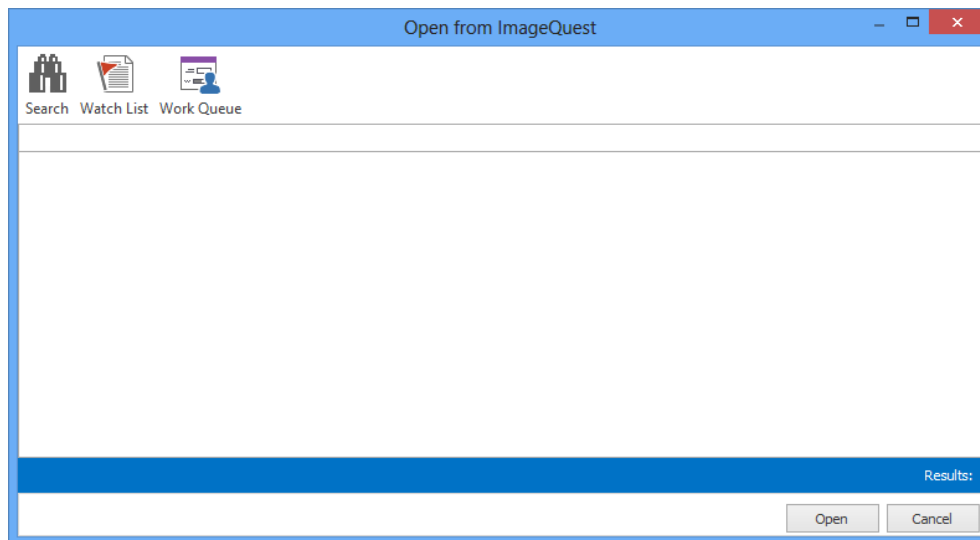 Open from ImageQuest
Search Watch List Work Queue
Results:
Open Cancel